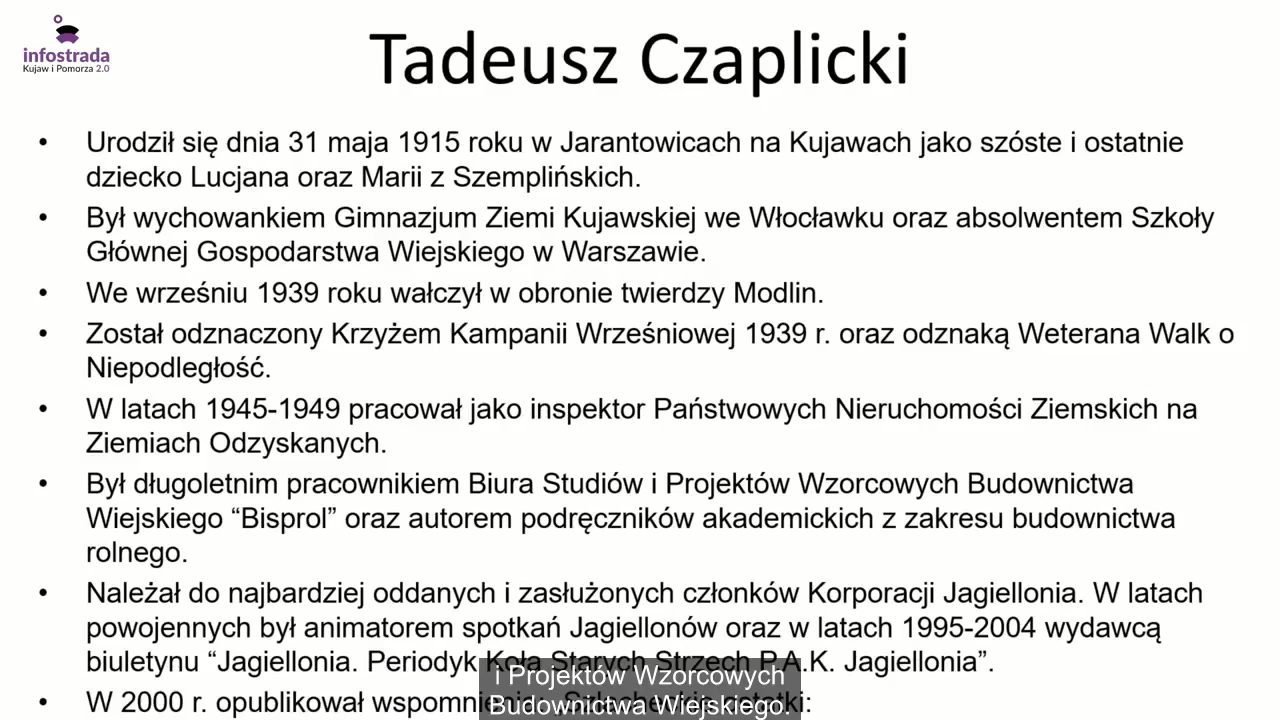 infostrada
Kujaw i Pomorza 2.0
Tadeusz Czaplicki
• Urodził się dnia 31 maja 1915 roku w Jarantowicach na Kujawach jako szóste i ostatnie
dziecko Lucjana oraz Marii z Szemplińskich.
• Był wychowankiem Gimnazjum Ziemi Kujawskiej we Włocławku oraz absolwentem Szkoły
Głównej Gospodarstwa Wiejskiego w Warszawie.
• We wrześniu 1939 roku wałczył w obronie twierdzy Modlin.
• Został odznaczony Krzyżem Kampanii Wrześniowej 1939 r. oraz odznaką Weterana Walk o
Niepodległość.
• W latach 1945-1949 pracował jako inspektor Państwowych Nieruchomości Ziemskich na
Ziemiach Odzyskanych.
• Był długoletnim pracownikiem Biura Studiów i Projektów Wzorcowych Budownictwa
Wiejskiego “Bisprol” oraz autorem podręczników akademickich z zakresu budownictwa
rolnego.
• Należał do najbardziej oddanych i zasłużonych członków Korporacji Jagiellonia. W latach
powojennych był animatorem spotkań Jagiellonów oraz w latach 1995-2004 wydawcą
biuletynu “Jagiellonia. Periodyk Koła Starych Strzech P.A.K. Jagiellonia”.
• W 2000 r. opublikował
i Projektów Wzorcowych
Budownictwa Wiejskiego.